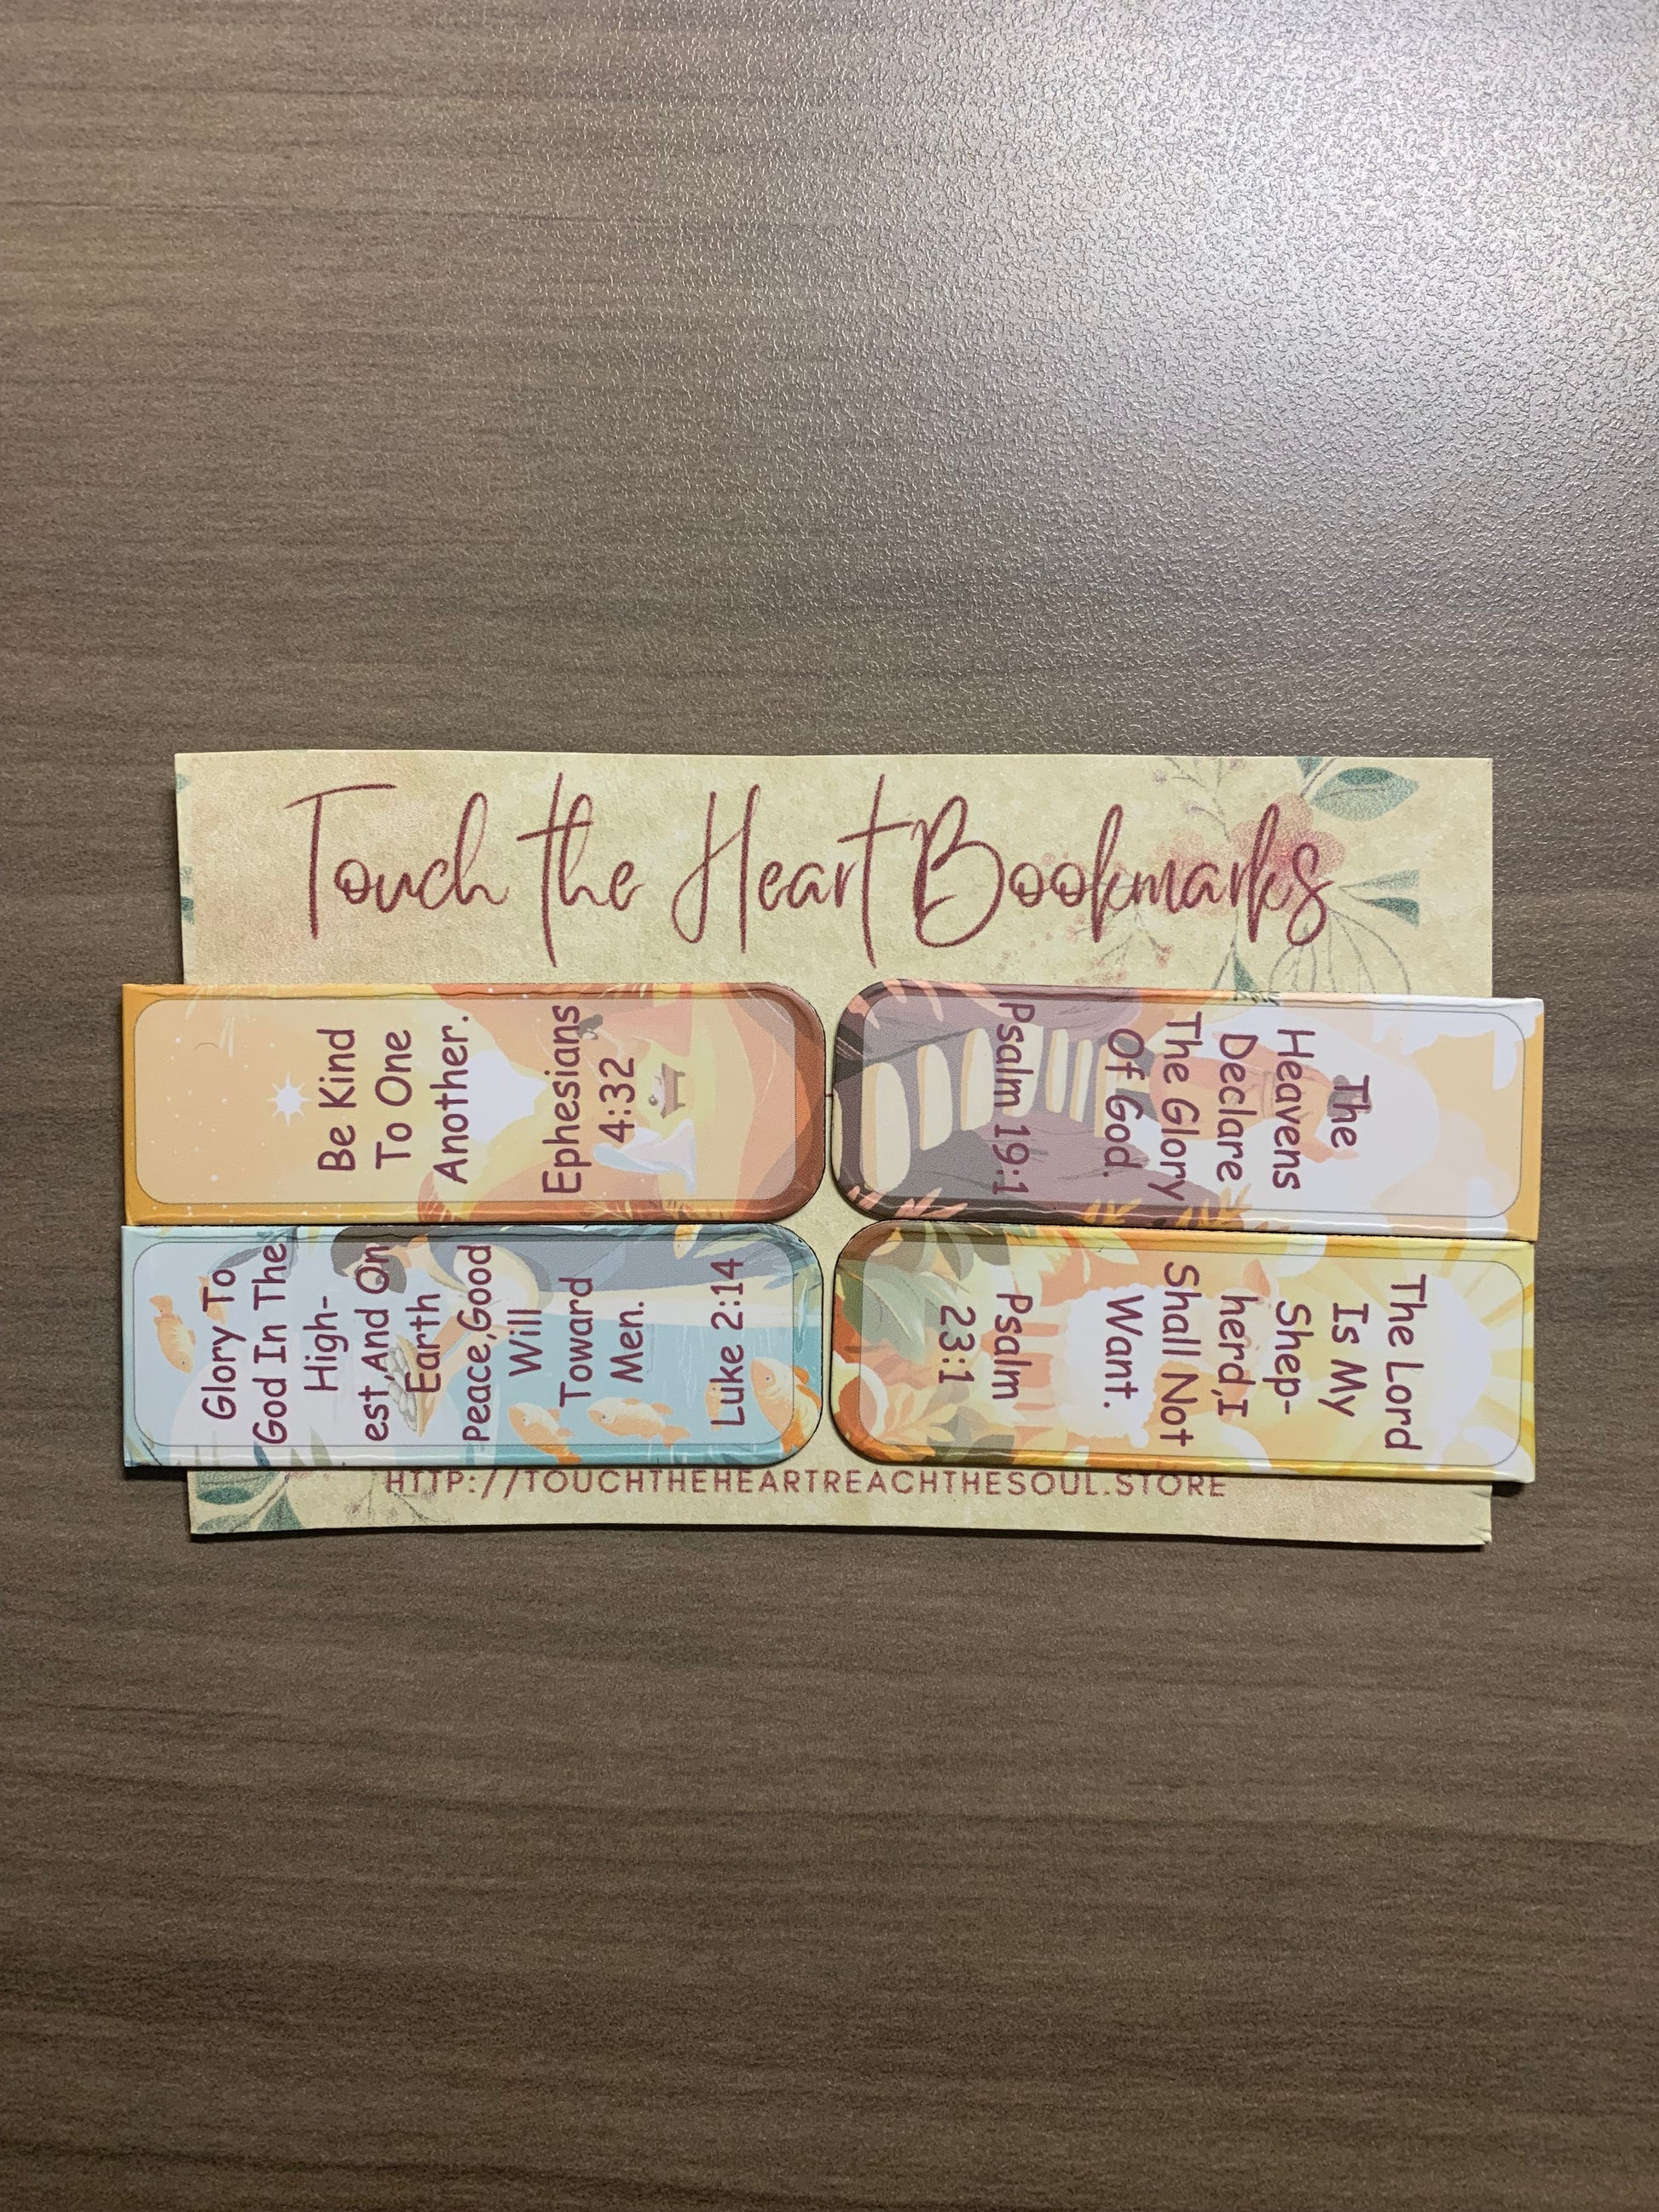 Touch the Heart Bookmarks
Be Kind
To One
Another.
Ephesians
4:32
The
Heavens
Declare
The Glory
Of God.
Psalm 19:1
Glory To
God In The
High-
est,And On
Earth
Peace,Good
Will
Toward
Men.
Luke 2:14
The Lord
Is My
Shep-
herd,I
Shall Not
Want.
Psalm
23:1
HTTP://TOUCHTHEHEARTREACHTHESOUL.STORE